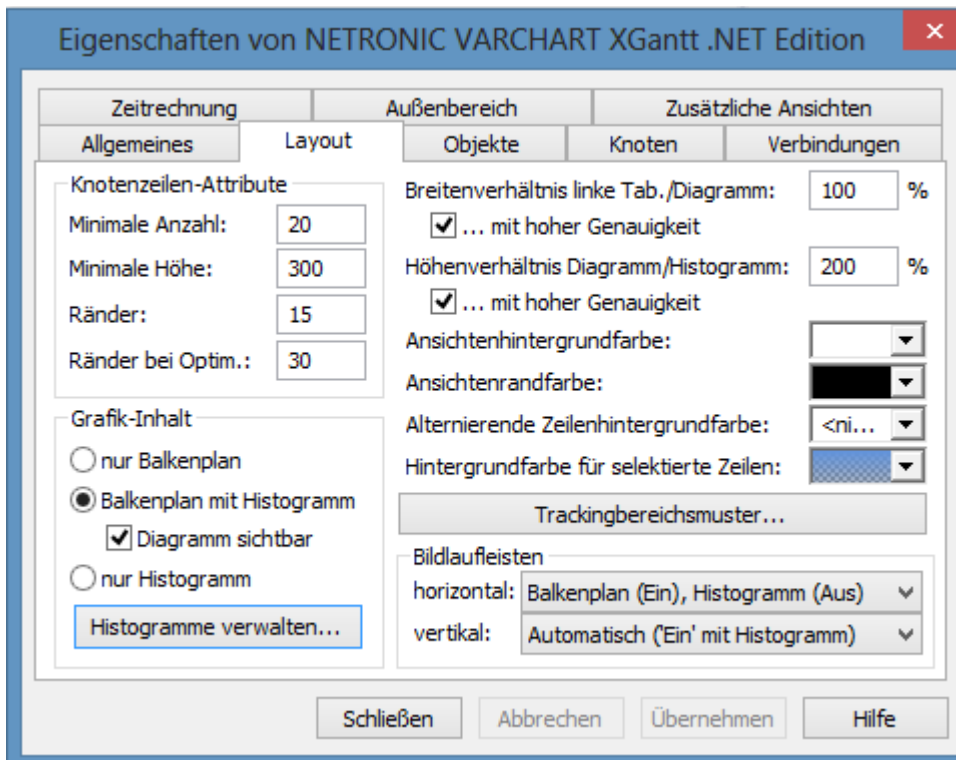 Eigenschaften von NETRONIC VARCHART XGantt .NET Edition
Zeitrechnung
Außenbereich
Zusätzliche Ansichten
Allgemeines
Layout
Objekte
Knoten
Verbindungen
Knotenzeilen-Attribute
Minimale Anzahl: 20
Minimale Höhe: 300
Ränder: 15
Ränder bei Optim.: 30
Grafik-Inhalt
nur Balkenplan
Balkenplan mit Histogramm
Diagramm sichtbar
nur Histogramm
Histogramme verwalten...
Breitenverhältnis linke Tab./Diagramm: 100 %
... mit hoher Genauigkeit
Höhenverhältnis Diagramm/Histogramm: 200 %
... mit hoher Genauigkeit
Ansichtenhintergrundfarbe:
Ansichtenrandfarbe:
Alternierende Zeilenhintergrundfarbe: <ni...
Hintergrundfarbe für selektierte Zeilen:
Trackingbereichsmuster...
Bildlaufleisten
horizontal: Balkenplan (Ein), Histogramm (Aus)
vertikal: Automatisch ('Ein' mit Histogramm)
Schließen
Abbrechen
Übernehmen
Hilfe